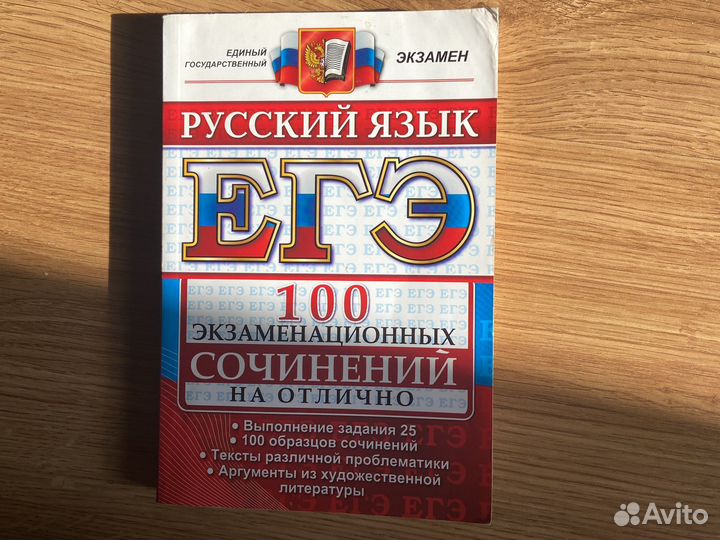 ЕДИНЫЙ
ГОСУДАРСТВЕННЫЙ
ЭКЗАМЕН
РУССКИЙ ЯЗЫК
ЕГЭ
100
ЭКЗАМЕНАЦИОННЫХ
СОЧИНЕНИЙ
НА ОТЛИЧНО
• Выполнение задания 25
• 100 образцов сочинений
• Тексты различной проблематики
• Аргументы из художественной
литературы
Avito